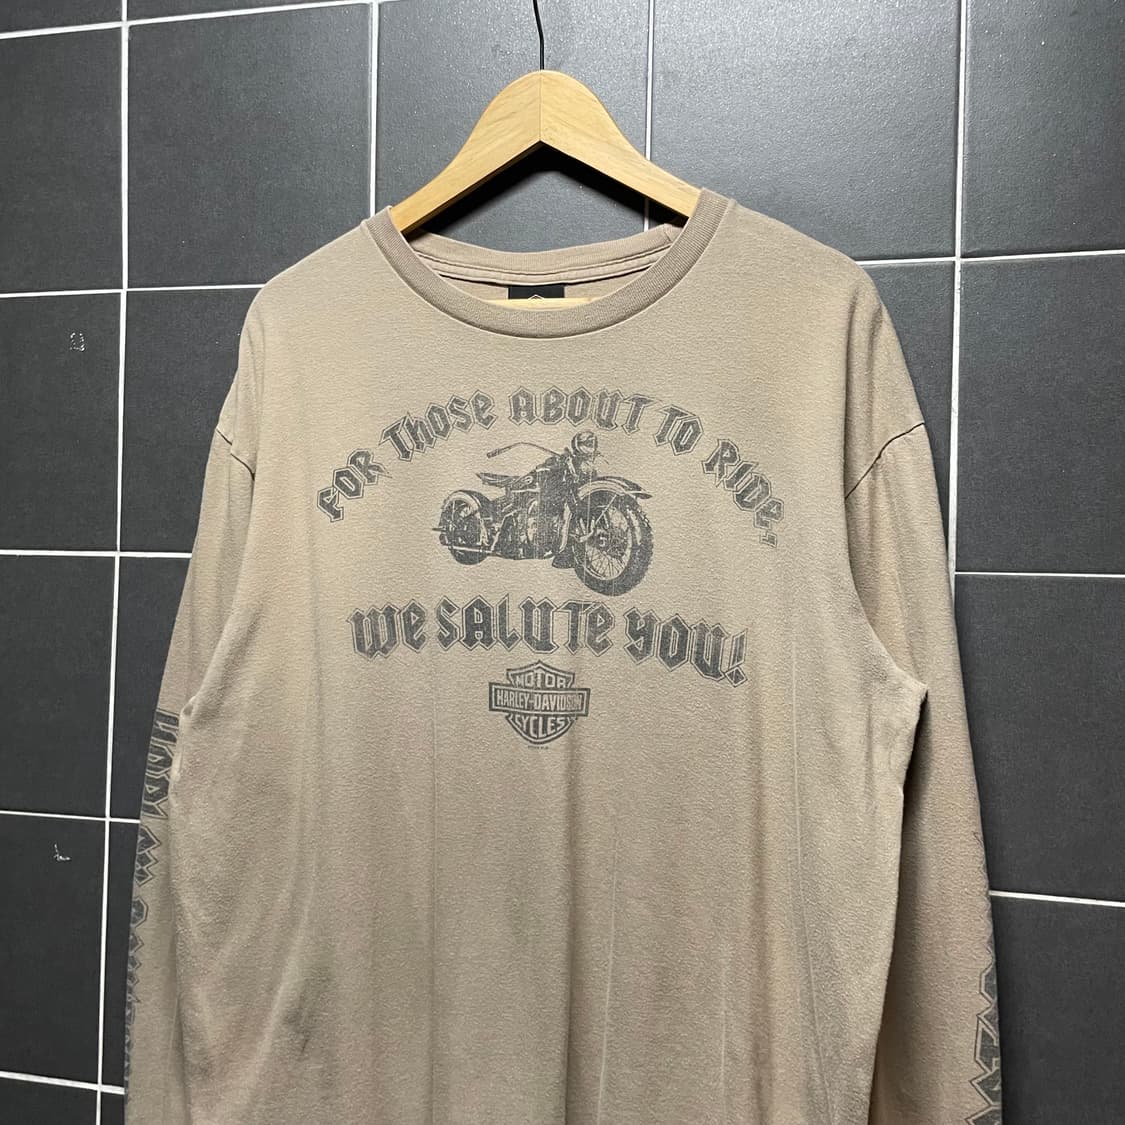 FOR THOSE ABOUT TO RIDE,
WE SALUTE YOU!
MOTOR
HARLEY-DAVIDSON
CYCLES